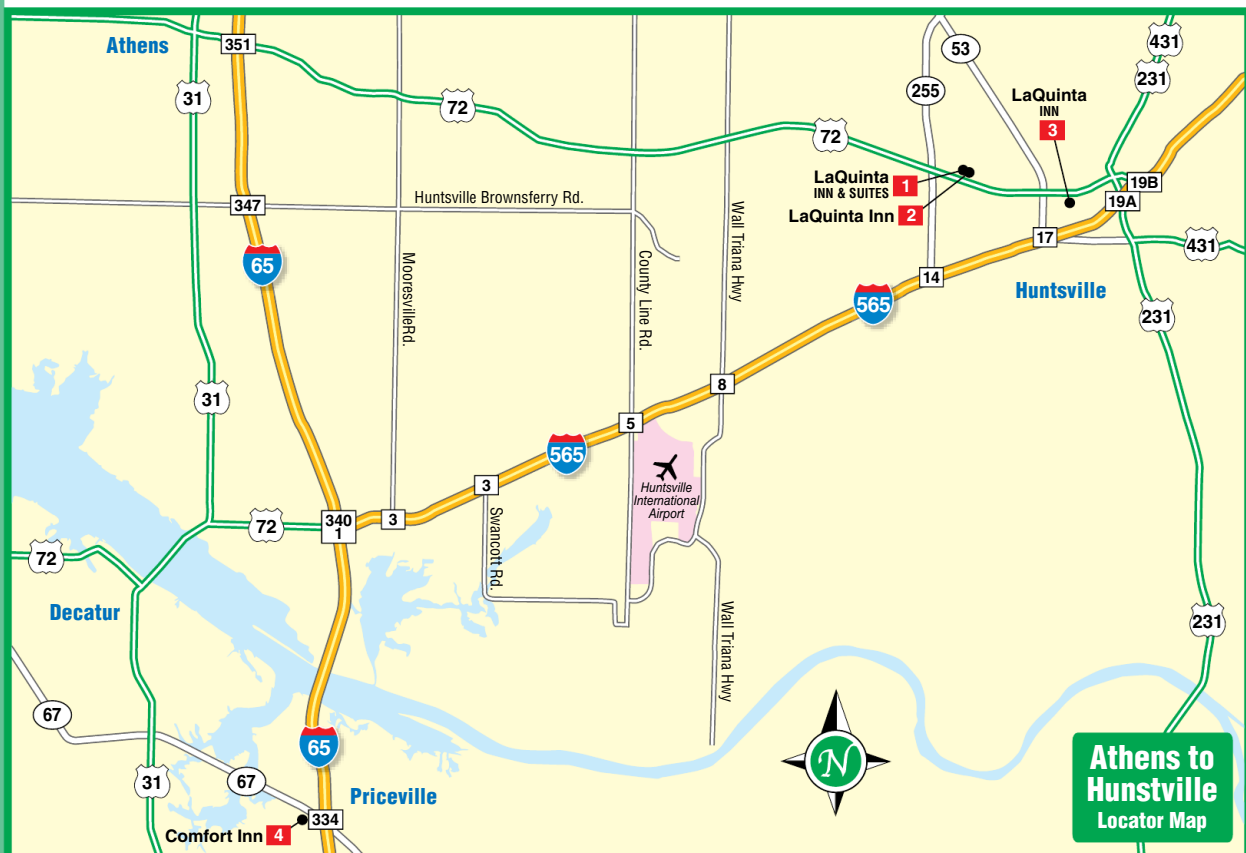 Athens
351
31
72
255
53
431
231
LaQuinta
INN
3
72
LaQuinta
INN & SUITES
1
LaQuinta Inn
2
19B
19A
347
Huntsville Brownsferry Rd.
65
MooresvilleRd.
County Line Rd.
Wall Triana Hwy
17
431
14
Huntsville
565
231
31
8
5
565
Huntsville
International
Airport
3
3
340
1
72
72
Swancott Rd.
Decatur
Wall Triana Hwy
231
67
65
N
31
67
Priceville
334
Comfort Inn
4
Athens to
Hunstville
Locator Map